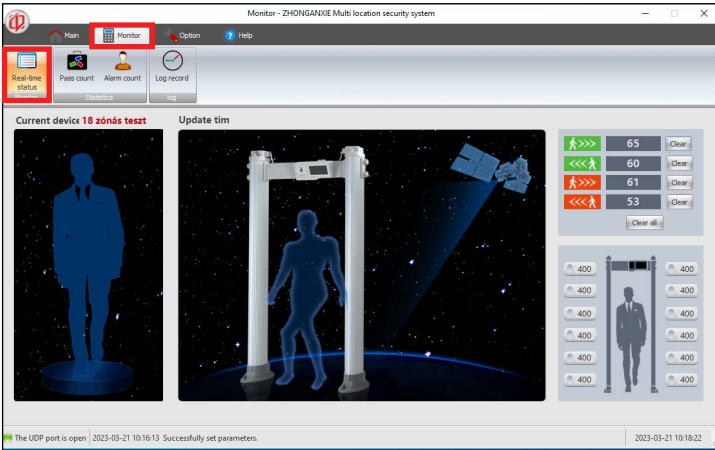 Monitor - ZHONGANXIE Multi location security system
Main Monitor Option Help
Real-time status
Pass count Alarm count Log record
Statistics log
Current device 18 zónás teszt Update tim
65 Clear
60 Clear
61 Clear
53 Clear
Clear all
400 400
400 400
400 400
400 400
400 400
400 400
The UDP port is open 2023-03-21 10:16:13 Successfully set parameters. 2023-03-21 10:18:22